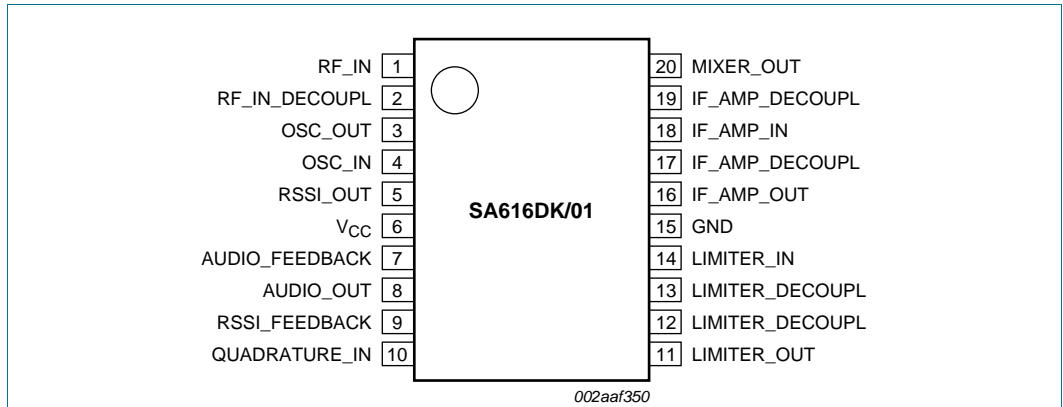 RF_IN 1
RF_IN_DECOUPL 2
OSC_OUT 3
OSC_IN 4
RSSI_OUT 5
VCC 6
AUDIO_FEEDBACK 7
AUDIO_OUT 8
RSSI_FEEDBACK 9
QUADRATURE_IN 10
SA616DK/01
20 MIXER_OUT
19 IF_AMP_DECOUPL
18 IF_AMP_IN
17 IF_AMP_DECOUPL
16 IF_AMP_OUT
15 GND
14 LIMITER_IN
13 LIMITER_DECOUPL
12 LIMITER_DECOUPL
11 LIMITER_OUT
002aaf350